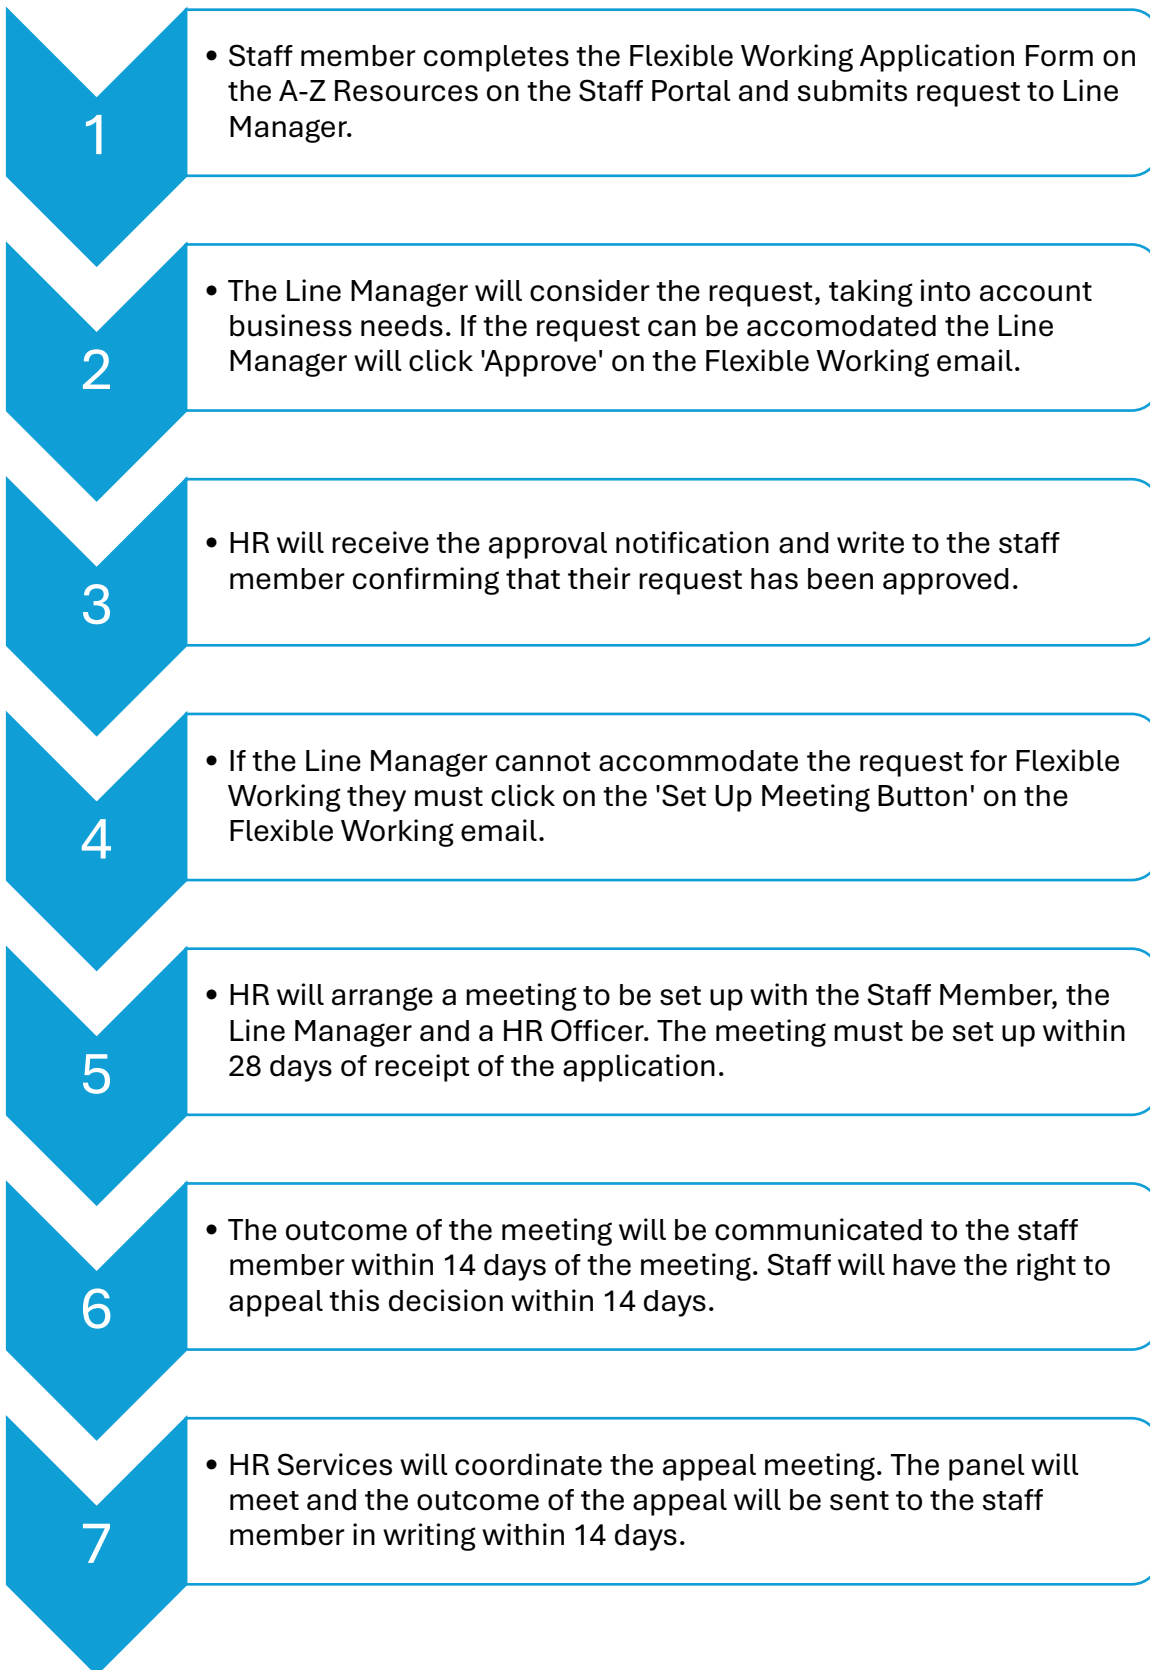 1
• Staff member completes the Flexible Working Application Form on
the A-Z Resources on the Staff Portal and submits request to Line
Manager.
2
• The Line Manager will consider the request, taking into account
business needs. If the request can be accomodated the Line
Manager will click 'Approve' on the Flexible Working email.
3
• HR will receive the approval notification and write to the staff
member confirming that their request has been approved.
4
• If the Line Manager cannot accommodate the request for Flexible
Working they must click on the 'Set Up Meeting Button' on the
Flexible Working email.
5
• HR will arrange a meeting to be set up with the Staff Member, the
Line Manager and a HR Officer. The meeting must be set up within
28 days of receipt of the application.
6
• The outcome of the meeting will be communicated to the staff
member within 14 days of the meeting. Staff will have the right to
appeal this decision within 14 days.
7
• HR Services will coordinate the appeal meeting. The panel will
meet and the outcome of the appeal will be sent to the staff
member in writing within 14 days.